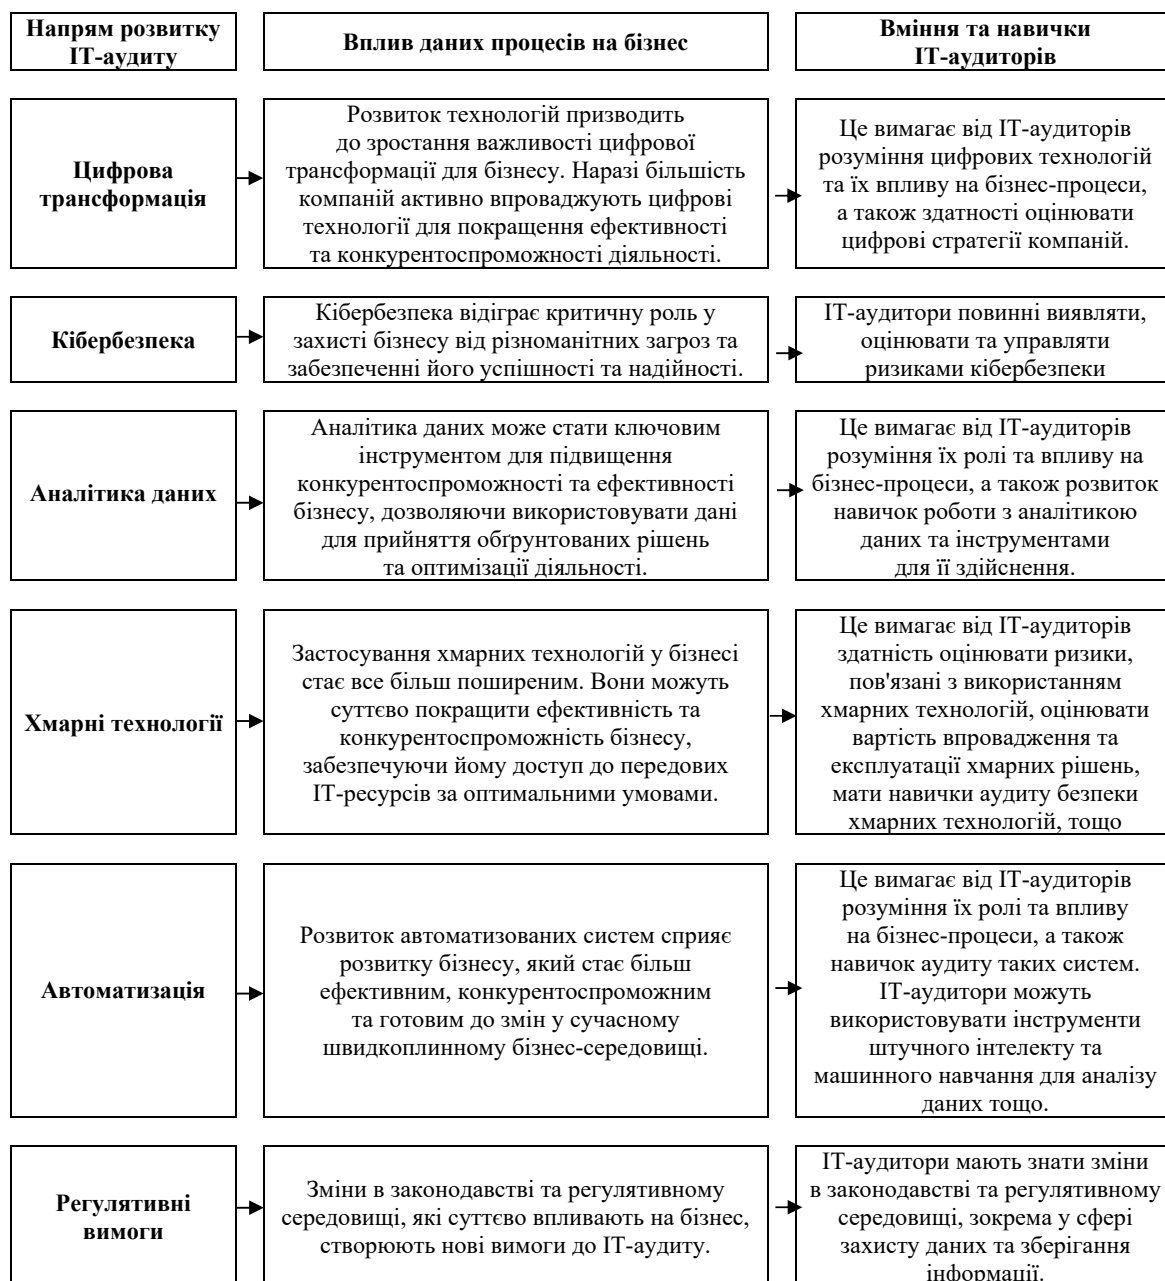 Напрям розвитку
ІТ-аудиту
Вплив даних процесів на бізнес
Вміння та навички
ІТ-аудиторів
Цифрова
трансформація
Розвиток технологій призводить
до зростання важливості цифрової
трансформації для бізнесу. Наразі більшість
компаній активно впроваджують цифрові
технології для покращення ефективності
та конкурентоспроможності діяльності.
Це вимагає від ІТ-аудиторів
розуміння цифрових технологій
та їх впливу на бізнес-процеси,
а також здатності оцінювати
цифрові стратегії компаній.
Кібербезпека
Кібербезпека відіграє критичну роль у
захисті бізнесу від різноманітних загроз та
забезпеченні його успішності та надійності.
ІТ-аудитори повинні виявляти,
оцінювати та управляти
ризиками кібербезпеки
Аналітика даних
Аналітика даних може стати ключовим
інструментом для підвищення
конкурентоспроможності та ефективності
бізнесу, дозволяючи використовувати дані
для прийняття обґрунтованих рішень
та оптимізації діяльності.
Це вимагає від ІТ-аудиторів
розуміння їх ролі та впливу на
бізнес-процеси, а також розвиток
навичок роботи з аналітикою
даних та інструментами
для її здійснення.
Хмарні технології
Застосування хмарних технологій у бізнесі
стає все більш поширеним. Вони можуть
суттєво покращити ефективність та
конкурентоспроможність бізнесу,
забезпечуючи йому доступ до передових
ІТ-ресурсів за оптимальними умовами.
Це вимагає від ІТ-аудиторів
здатність оцінювати ризики,
пов'язані з використанням
хмарних технологій, оцінювати
вартість впровадження та
експлуатації хмарних рішень,
мати навички аудиту безпеки
хмарних технологій, тощо
Автоматизація
Розвиток автоматизованих систем сприяє
розвитку бізнесу, який стає більш
ефективним, конкурентоспроможним
та готовим до змін у сучасному
швидкоплинному бізнес-середовищі.
Це вимагає від ІТ-аудиторів
розуміння їх ролі та впливу
на бізнес-процеси, а також
навичок аудиту таких систем.
ІТ-аудитори можуть
використовувати інструменти
штучного інтелекту та
машинного навчання для аналізу
даних тощо.
Регулятивні
вимоги
Зміни в законодавстві та регулятивному
середовищі, які суттєво впливають на бізнес,
створюють нові вимоги до ІТ-аудиту.
ІТ-аудитори мають знати зміни
в законодавстві та регулятивному
середовищі, зокрема у сфері
захисту даних та зберігання
інформації.